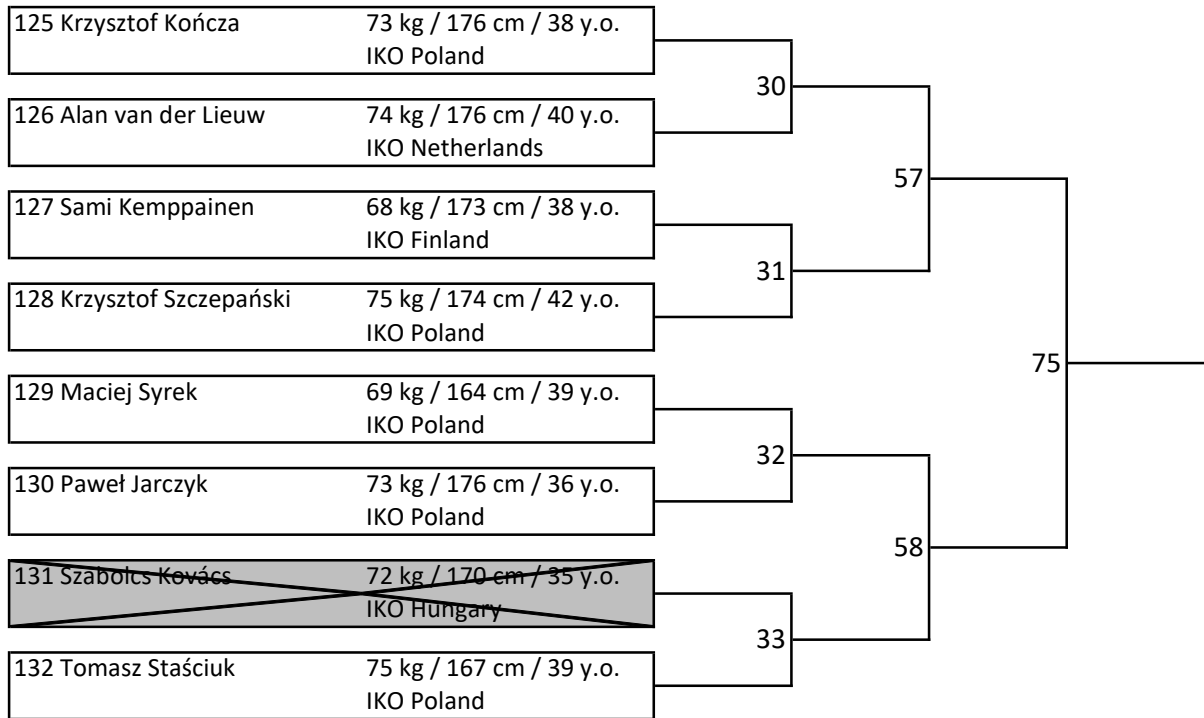 125 Krzysztof Kończa 73 kg / 176 cm / 38 y.o.
IKO Poland
30
126 Alan van der Lieuw 74 kg / 176 cm / 40 y.o.
IKO Netherlands
57
127 Sami Kemppainen 68 kg / 173 cm / 38 y.o.
IKO Finland
31
128 Krzysztof Szczepański 75 kg / 174 cm / 42 y.o.
IKO Poland
75
129 Maciej Syrek 69 kg / 164 cm / 39 y.o.
IKO Poland
32
130 Paweł Jarczyk 73 kg / 176 cm / 36 y.o.
IKO Poland
58
131 Szabolcs Kovács 72 kg / 170 cm / 35 y.o.
IKO Hungary
33
132 Tomasz Staściuk 75 kg / 167 cm / 39 y.o.
IKO Poland